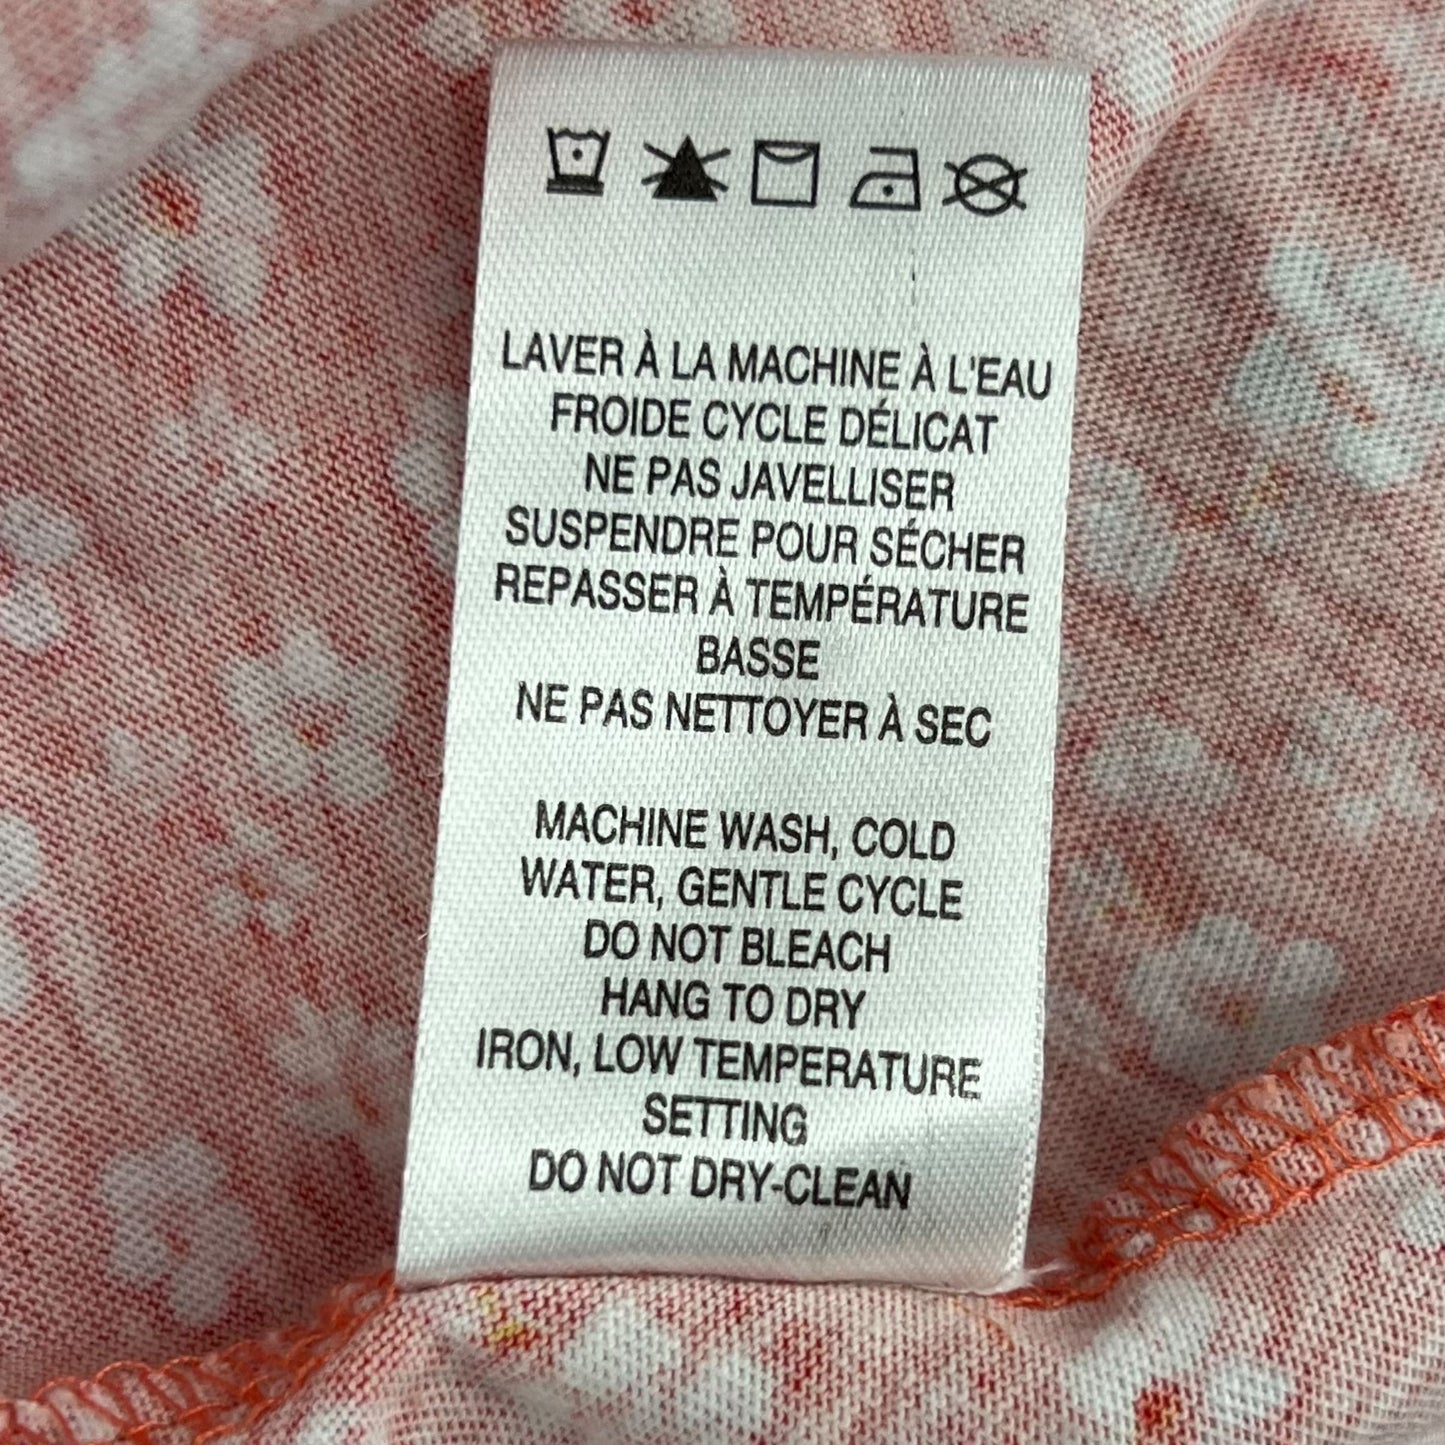 LAVER À LA MACHINE À L'EAU
FROIDE CYCLE DÉLICAT
NE PAS JAVELLISER
SUSPENDRE POUR SÉCHER
REPASSER À TEMPÉRATURE
BASSE
NE PAS NETTOYER À SEC
MACHINE WASH, COLD
WATER, GENTLE CYCLE
DO NOT BLEACH
HANG TO DRY
IRON, LOW TEMPERATURE
SETTING
DO NOT DRY-CLEAN